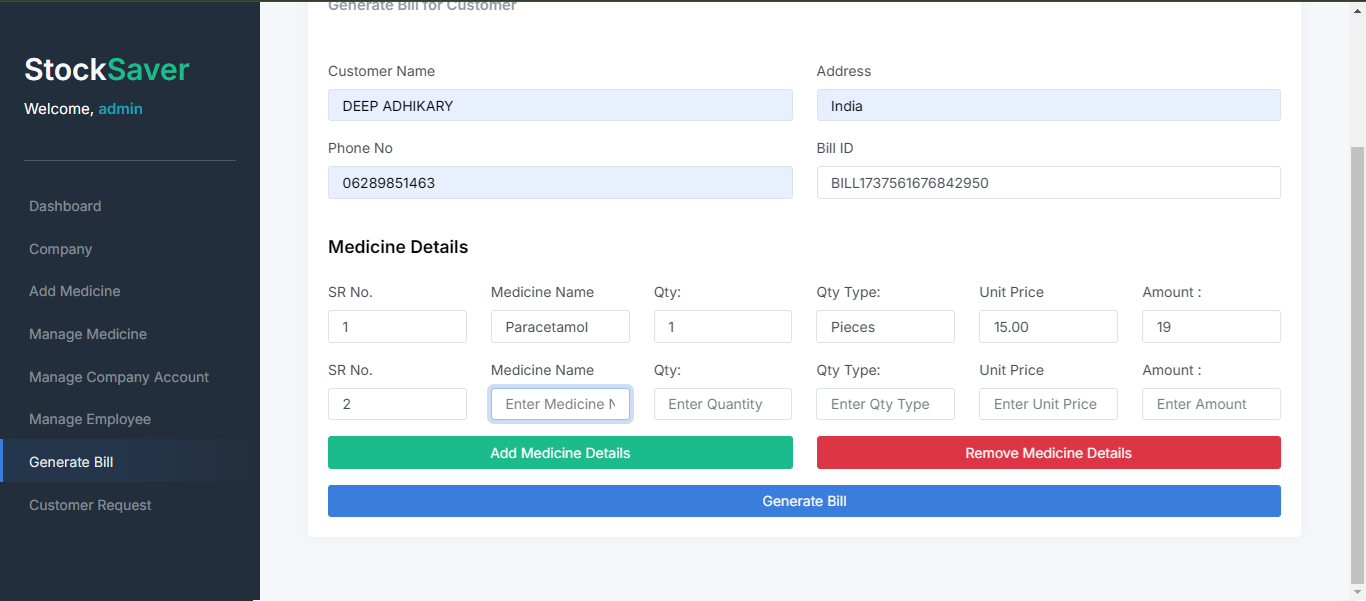 Generate Bill for Customer
StockSaver
Welcome, admin
Dashboard
Company
Add Medicine
Manage Medicine
Manage Company Account
Manage Employee
Generate Bill
Customer Request
Customer Name Address
DEEP ADHIKARY India
Phone No Bill ID
06289851463 BILL1737561676842950
Medicine Details
SR No. Medicine Name Qty: Qty Type: Unit Price Amount :
1 Paracetamol 1 Pieces 15.00 19
SR No. Medicine Name Qty: Qty Type: Unit Price Amount :
2 Enter Medicine N Enter Quantity Enter Qty Type Enter Unit Price Enter Amount
Add Medicine Details Remove Medicine Details
Generate Bill